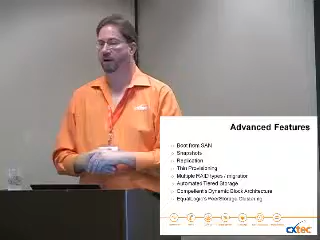 Advanced Features
Boot from SAN
Snapshots
Replication
Thin Provisioning
Multiple RAID types / migration
Automated Tiered Storage
Compellent's Dynamic Block Architecture
EqualLogic's PeerStorage Clustering
cxtec